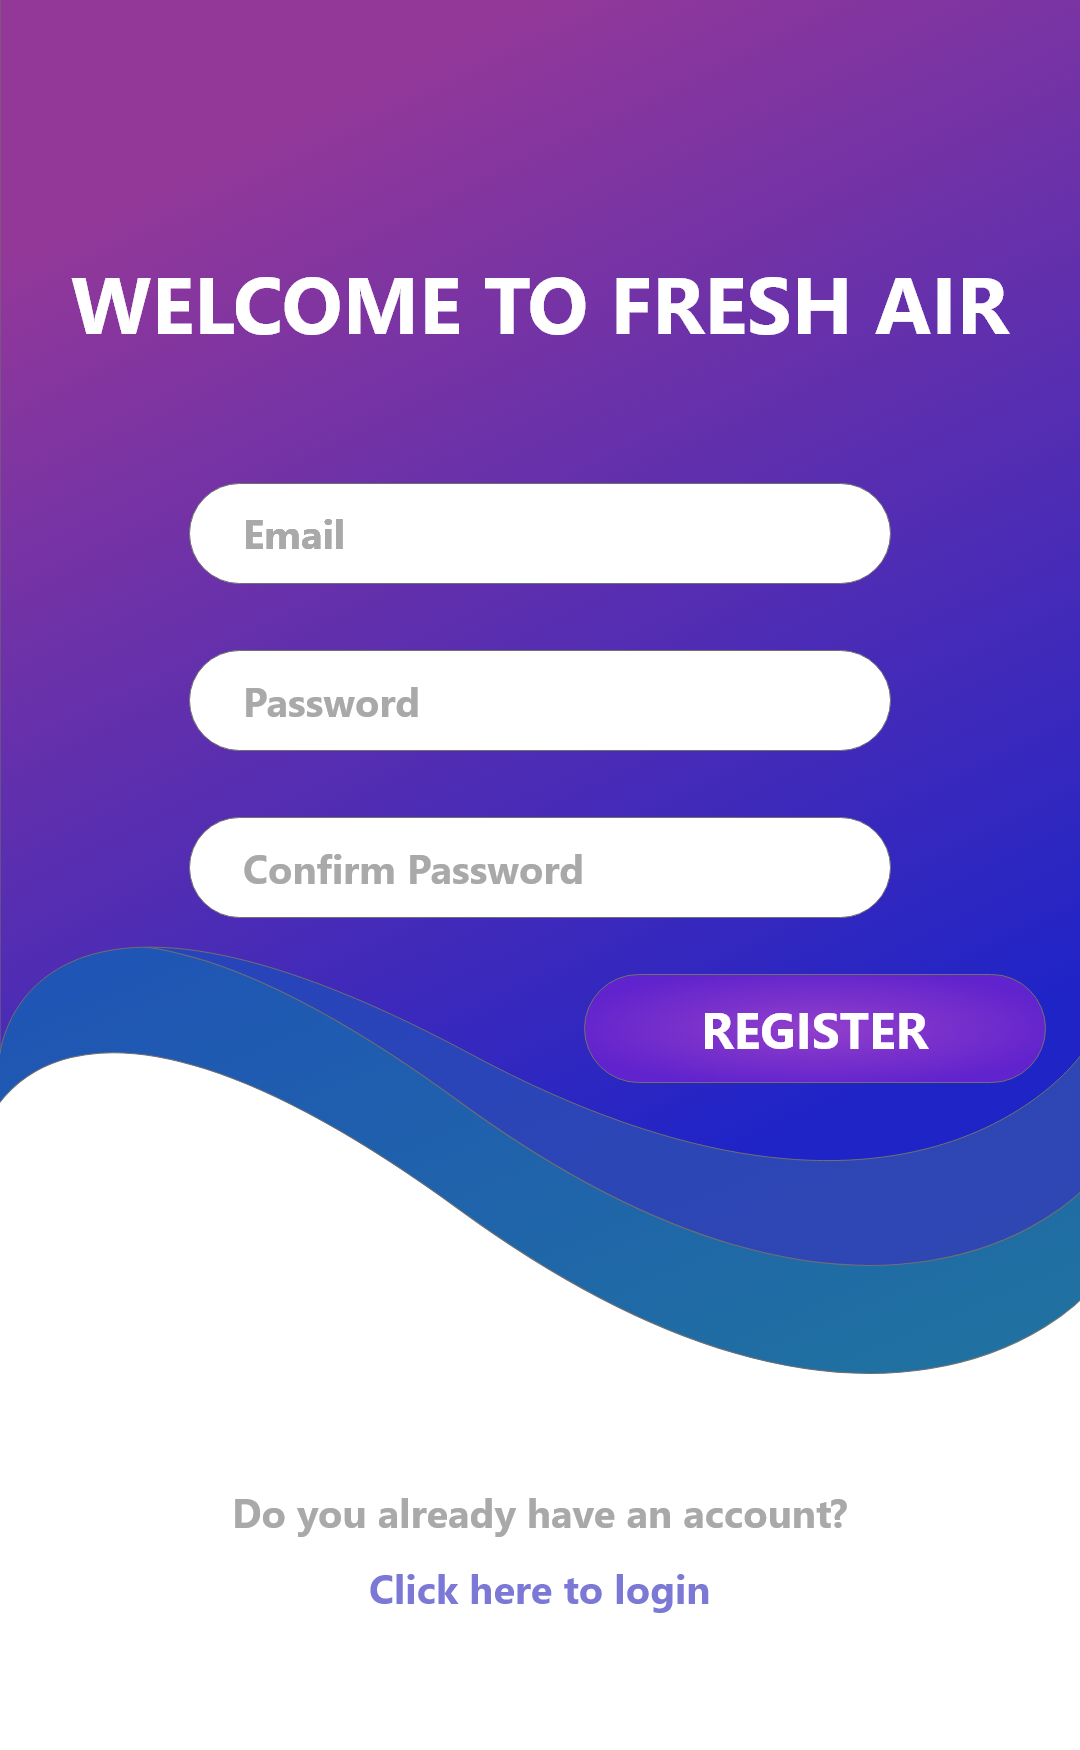 WELCOME TO FRESH AIR
Email
Password
Confirm Password
REGISTER
Do you already have an account?
Click here to login